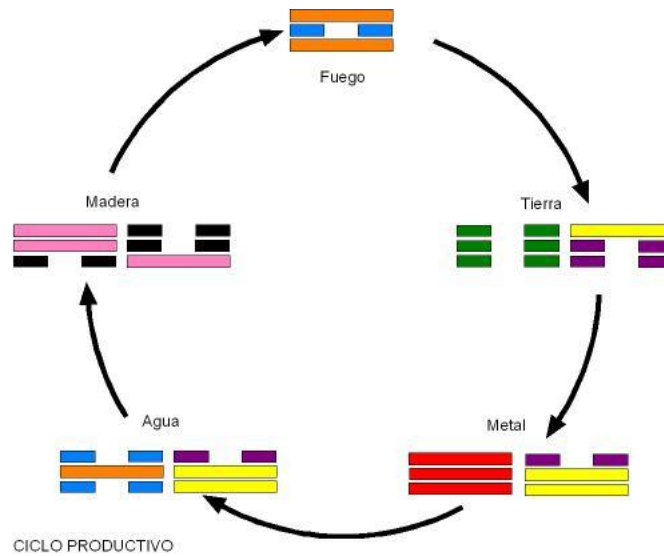 Fuego
Madera
Tierra
Agua
Metal
CICLO PRODUCTIVO